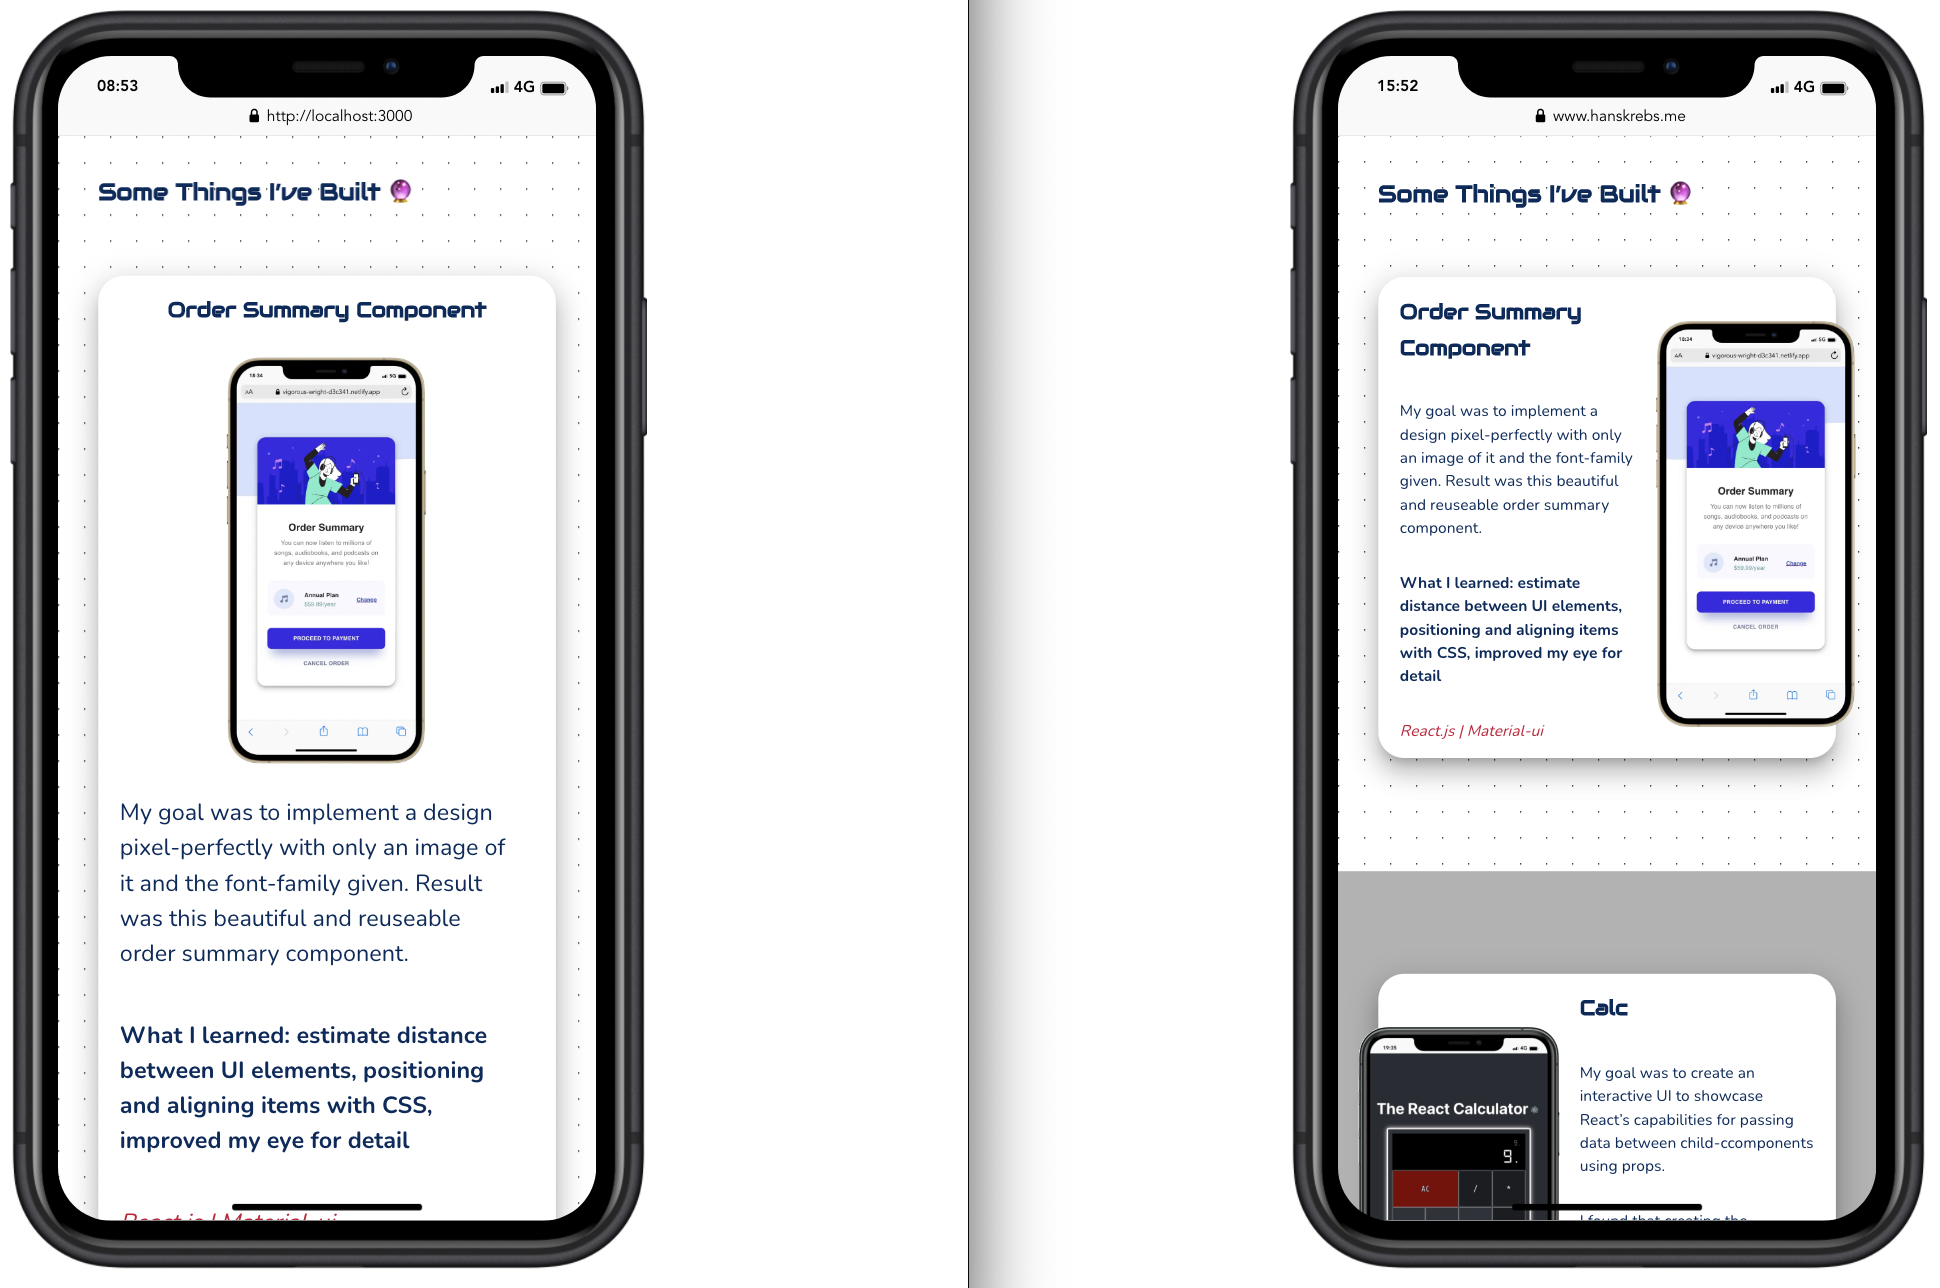 08:53
4G
http://localhost:3000
Some Things I've Built
Order Summary Component
18:34
5G
AA
vigorous-wright-d3c341.netlify.app
Order Summary
You can now listen to millions of
songs, audiobooks, and podcasts on
any device anywhere you like!
Annual Plan
$59.99/year
Change
PROCEED TO PAYMENT
CANCEL ORDER
My goal was to implement a design
pixel-perfectly with only an image of
it and the font-family given. Result
was this beautiful and reuseable
order summary component.
What I learned: estimate distance
between UI elements, positioning
and aligning items with CSS,
improved my eye for detail
React.js | Material-ui
15:52
4G
www.hanskrebs.me
Some Things I've Built
Order Summary
Component
My goal was to implement a
design pixel-perfectly with only
an image of it and the font-family
given. Result was this beautiful
and reuseable order summary
component.
What I learned: estimate
distance between UI elements,
positioning and aligning items
with CSS, improved my eye for
detail
React.js | Material-ui
18:34
5G
AA
vigorous-wright-d3c341.netlify.app
Order Summary
You can now listen to millions of
songs, audiobooks, and podcasts on
any device anywhere you like!
Annual Plan
$59.99/year
Change
PROCEED TO PAYMENT
CANCEL ORDER
Calc
19:35
4G
The React Calculator
9.
9.
AC
/
*
My goal was to create an
interactive UI to showcase
React's capabilities for passing
data between child-ccomponents
using props.
I found that creating the